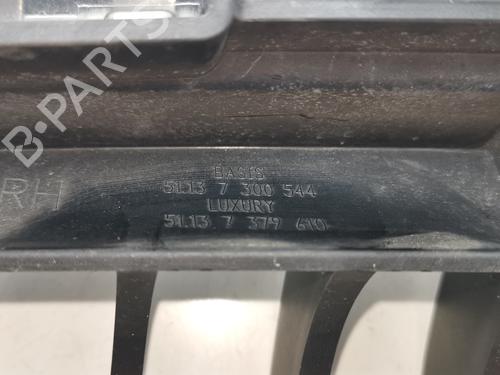 B-PARTS
BASIS
RH
51.13 7 300 544
LUXURY
51.13 7 379 610